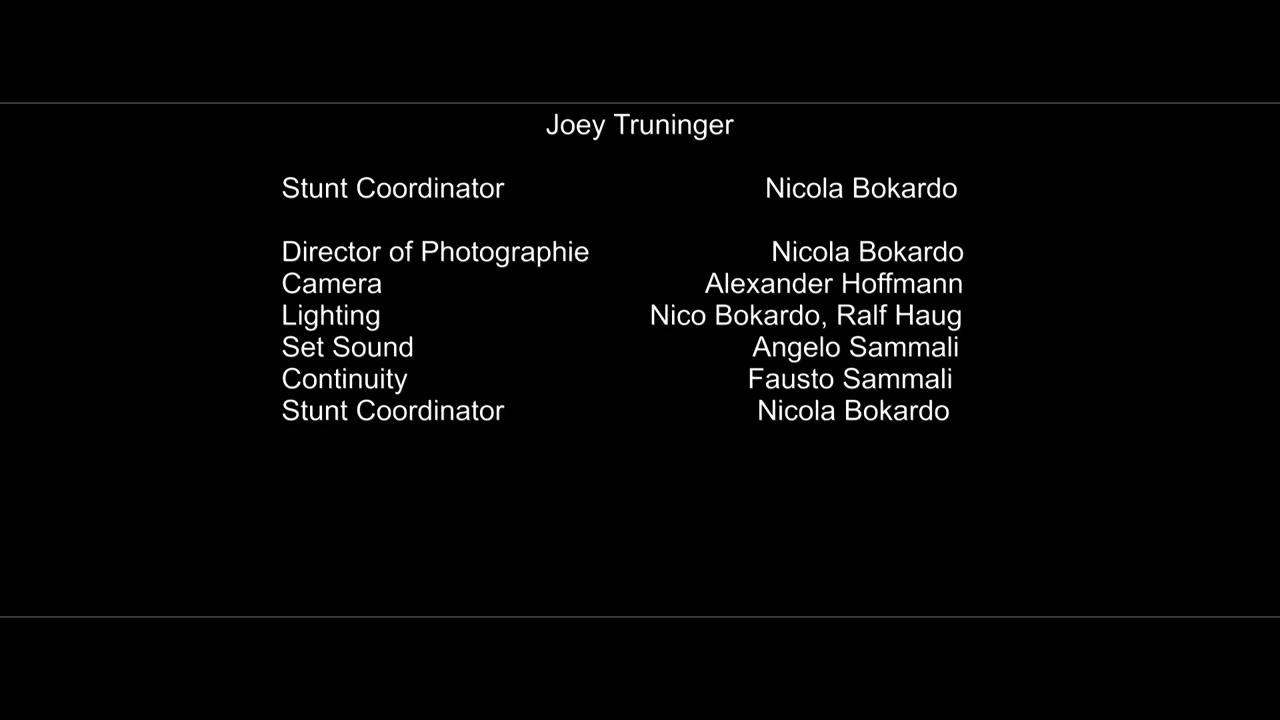 Joey Truninger
Stunt Coordinator Nicola Bokardo
Director of Photographie Nicola Bokardo
Camera Alexander Hoffmann
Lighting Nico Bokardo, Ralf Haug
Set Sound Angelo Sammali
Continuity Fausto Sammali
Stunt Coordinator Nicola Bokardo